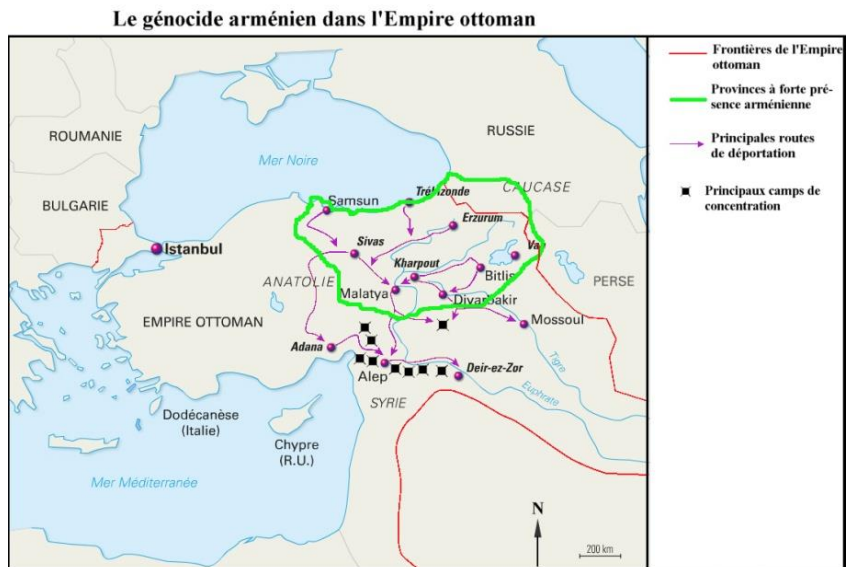 Le génocide arménien dans l'Empire ottoman
Frontières de l'Empire
ottoman
Provinces à forte pré-
sence arménienne
Principales routes
de déportation
Principaux camps de
concentration
ROUMANIE
RUSSIE
Mer Noire
BULGARIE
CAUCASE
Samsun
Trébizonde
Erzurum
Istanbul
Sivas
Van
Kharpout
Bitlis
PERSE
ANATOLIE
Malatya
Diyarbakir
EMPIRE OTTOMAN
Mossoul
Adana
Alep
Deir-ez-Zor
Tigre
Euphrate
SYRIE
Dodécanèse
(Italie)
Chypre
(R.U.)
Mer Méditerranée
N
200 km